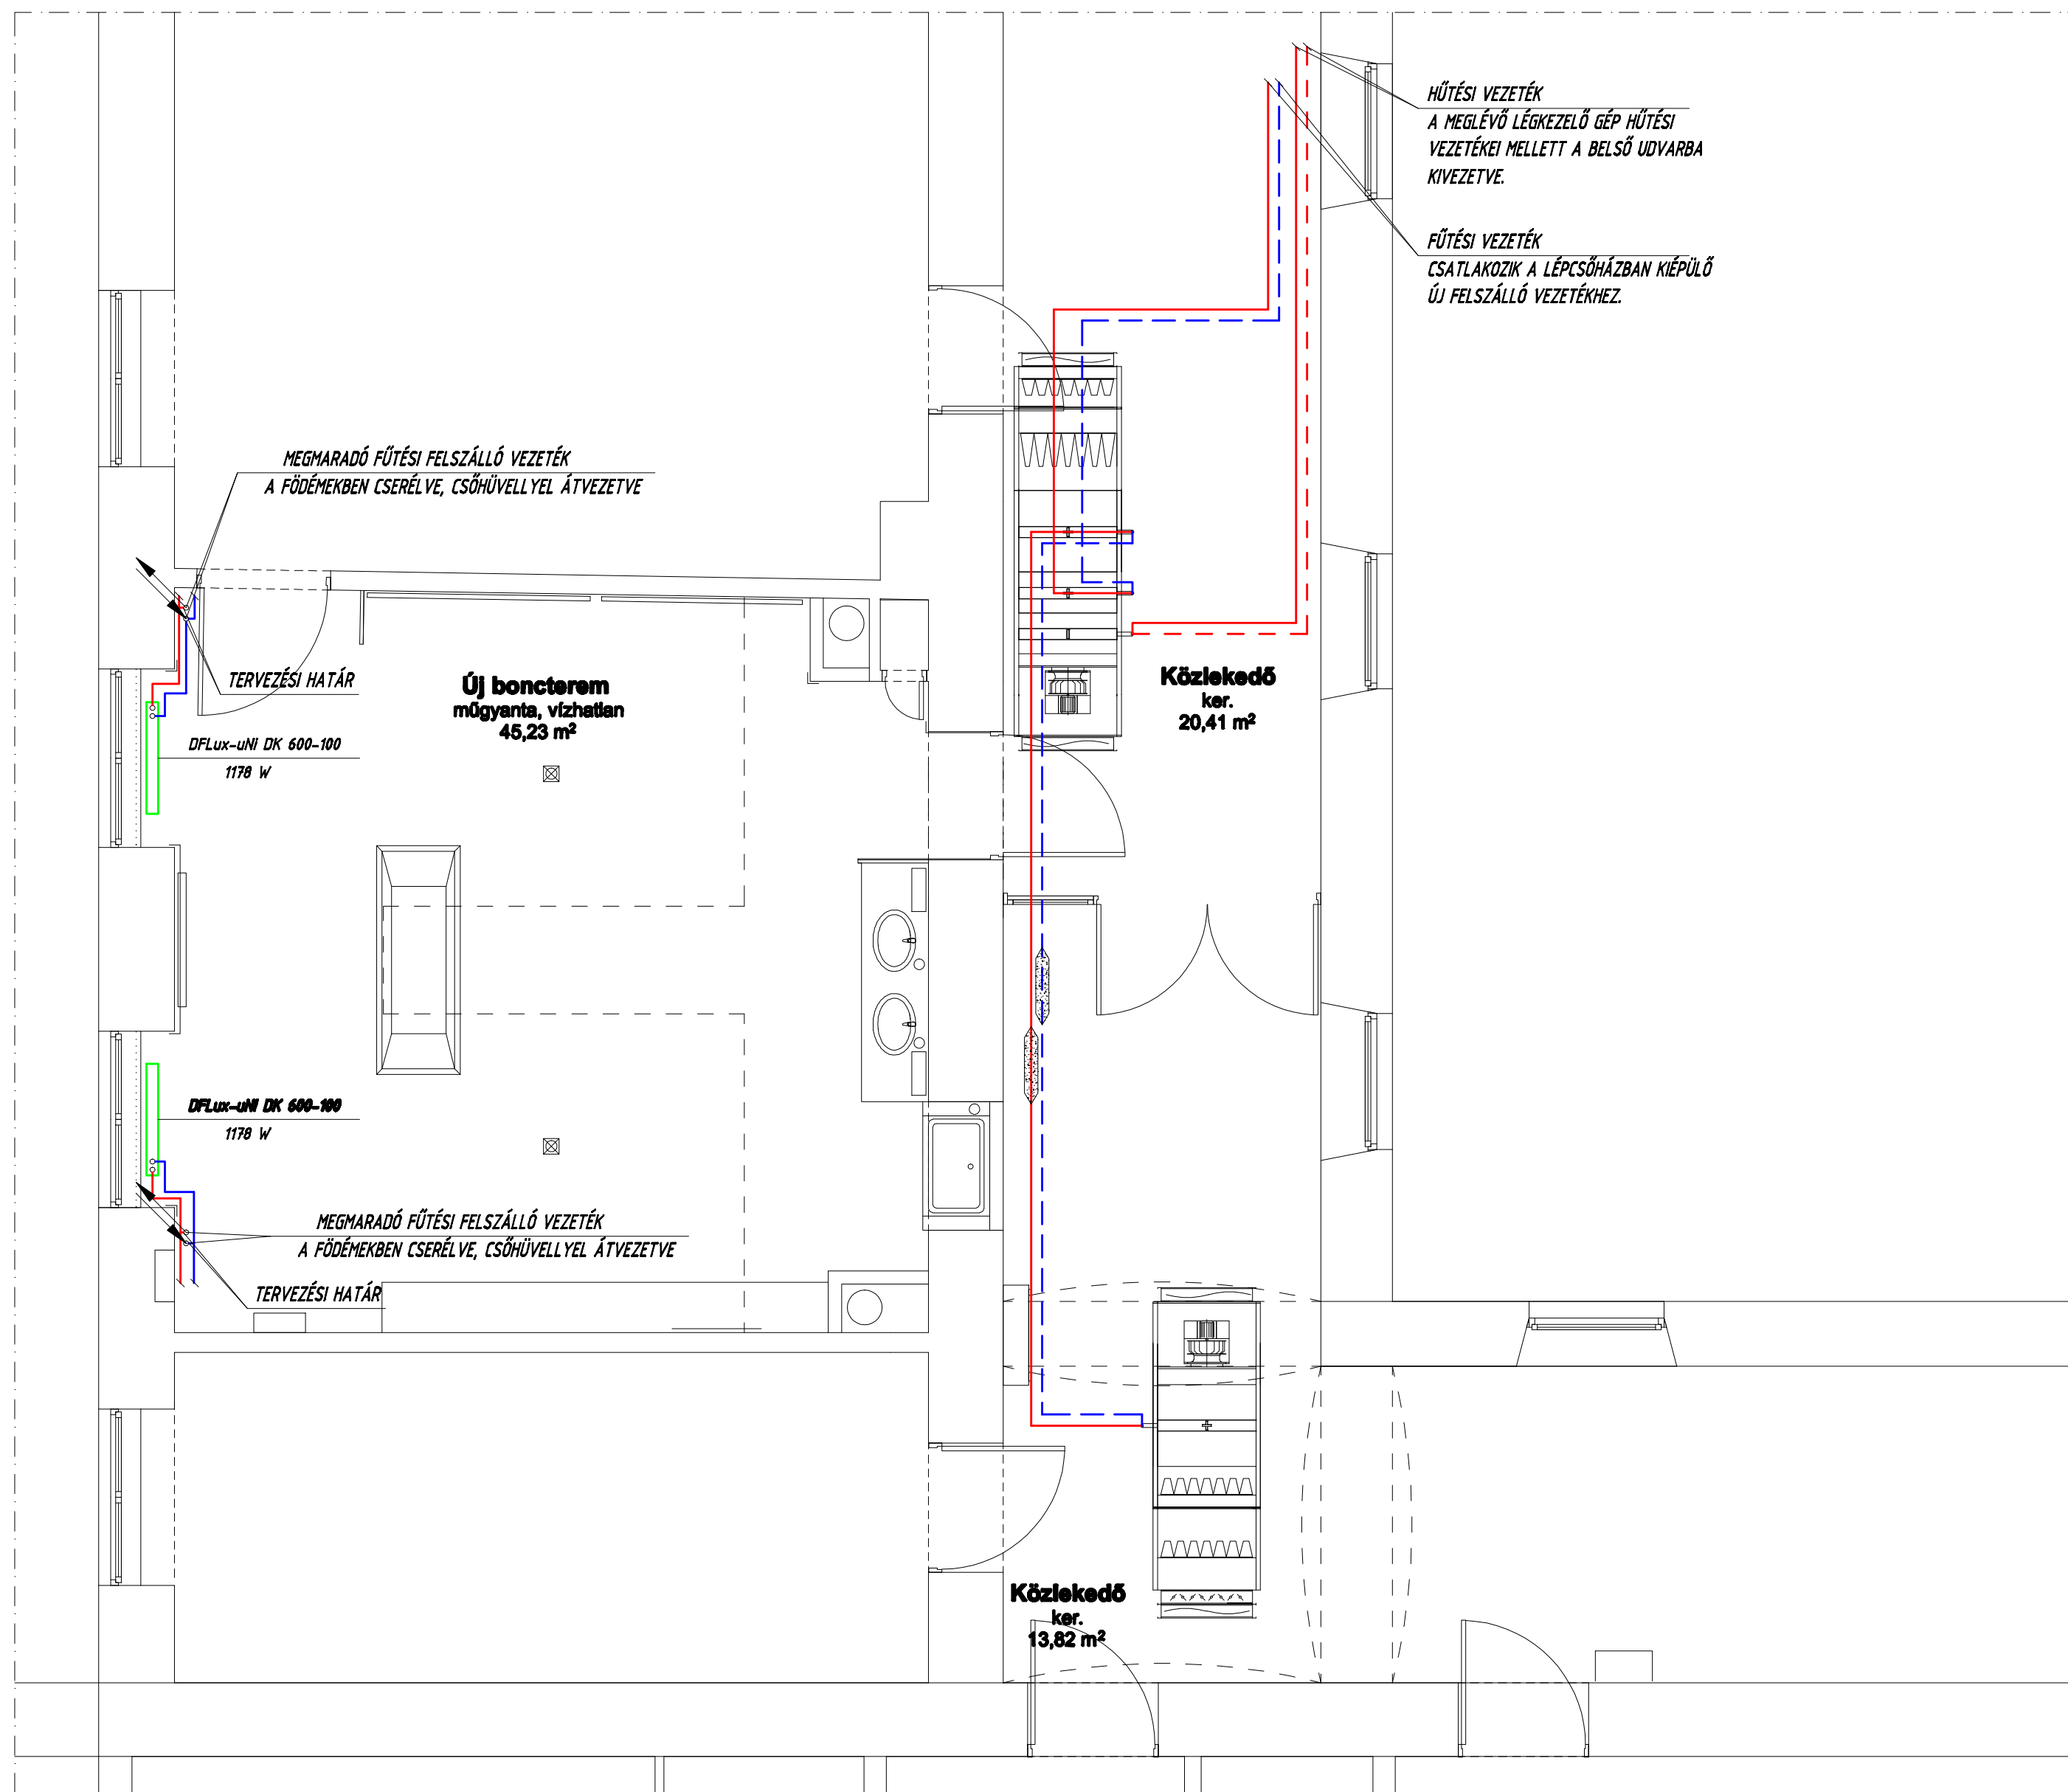 HŰTÉSI VEZETÉK
A MEGLÉVŐ LÉGKEZELŐ GÉP HŰTÉSI
VEZETÉKEI MELLETT A BELSŐ UDVARBA
KIVEZETVE.
FŰTÉSI VEZETÉK
CSATLAKOZIK A LÉPCSŐHÁZBAN KIÉPÜLŐ
ÚJ FELSZÁLLÓ VEZETÉKHEZ.
MEGMARADÓ FŰTÉSI FELSZÁLLÓ VEZETÉK
A FÖDÉMEKBEN CSERÉLVE, CSŐHÜVELLYEL ÁTVEZETVE
TERVEZÉSI HATÁR
Új boncterem
műgyanta, vízhatlan
45,23 m²
Közlekedő
ker.
20,41 m²
DFLux-uNi DK 600-100
1178 W
DFLux-uNi DK 600-100
1178 W
MEGMARADÓ FŰTÉSI FELSZÁLLÓ VEZETÉK
A FÖDÉMEKBEN CSERÉLVE, CSŐHÜVELLYEL ÁTVEZETVE
TERVEZÉSI HATÁR
Közlekedő
ker.
13,82 m²